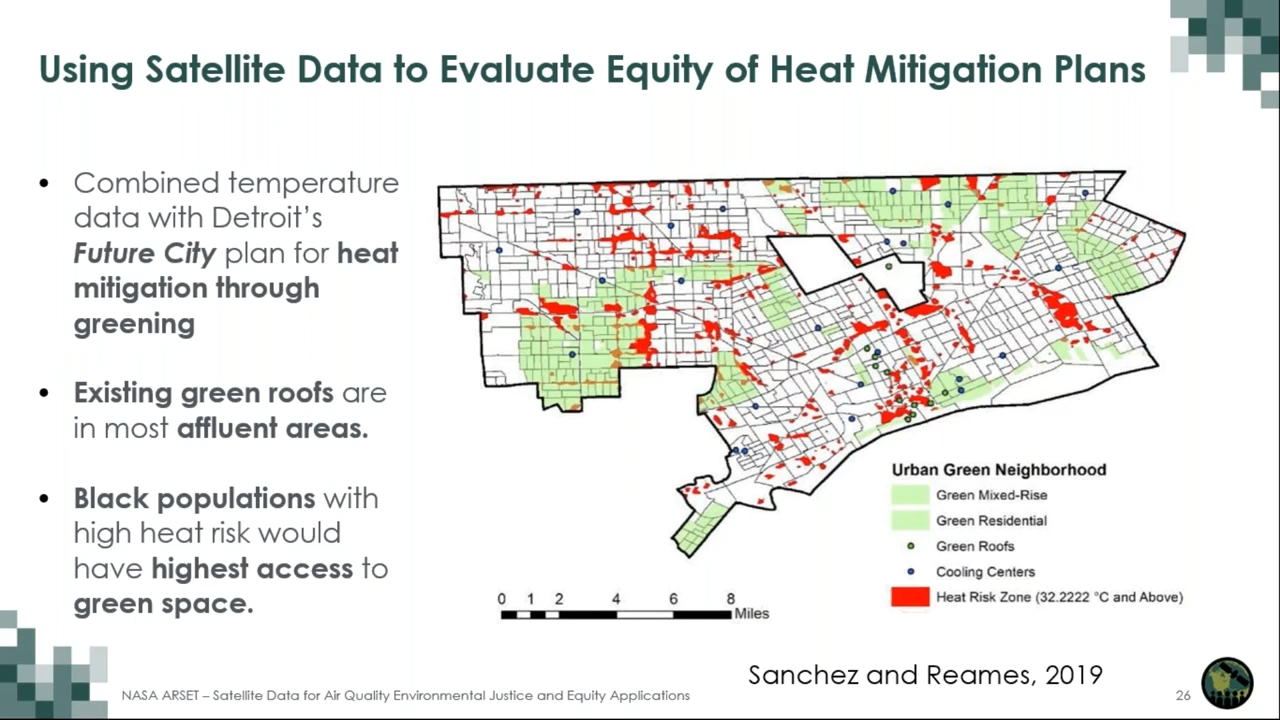 Using Satellite Data to Evaluate Equity of Heat Mitigation Plans
• Combined temperature
data with Detroit’s
Future City plan for heat
mitigation through
greening
• Existing green roofs are
in most affluent areas.
• Black populations with
high heat risk would
have highest access to
green space.
Urban Green Neighborhood
Green Mixed-Rise
Green Residential
Green Roofs
Cooling Centers
Heat Risk Zone (32.2222 °C and Above)
0 1 2 4 6 8
Miles
Sanchez and Reames, 2019
NASA ARSET – Satellite Data for Air Quality Environmental Justice and Equity Applications
26